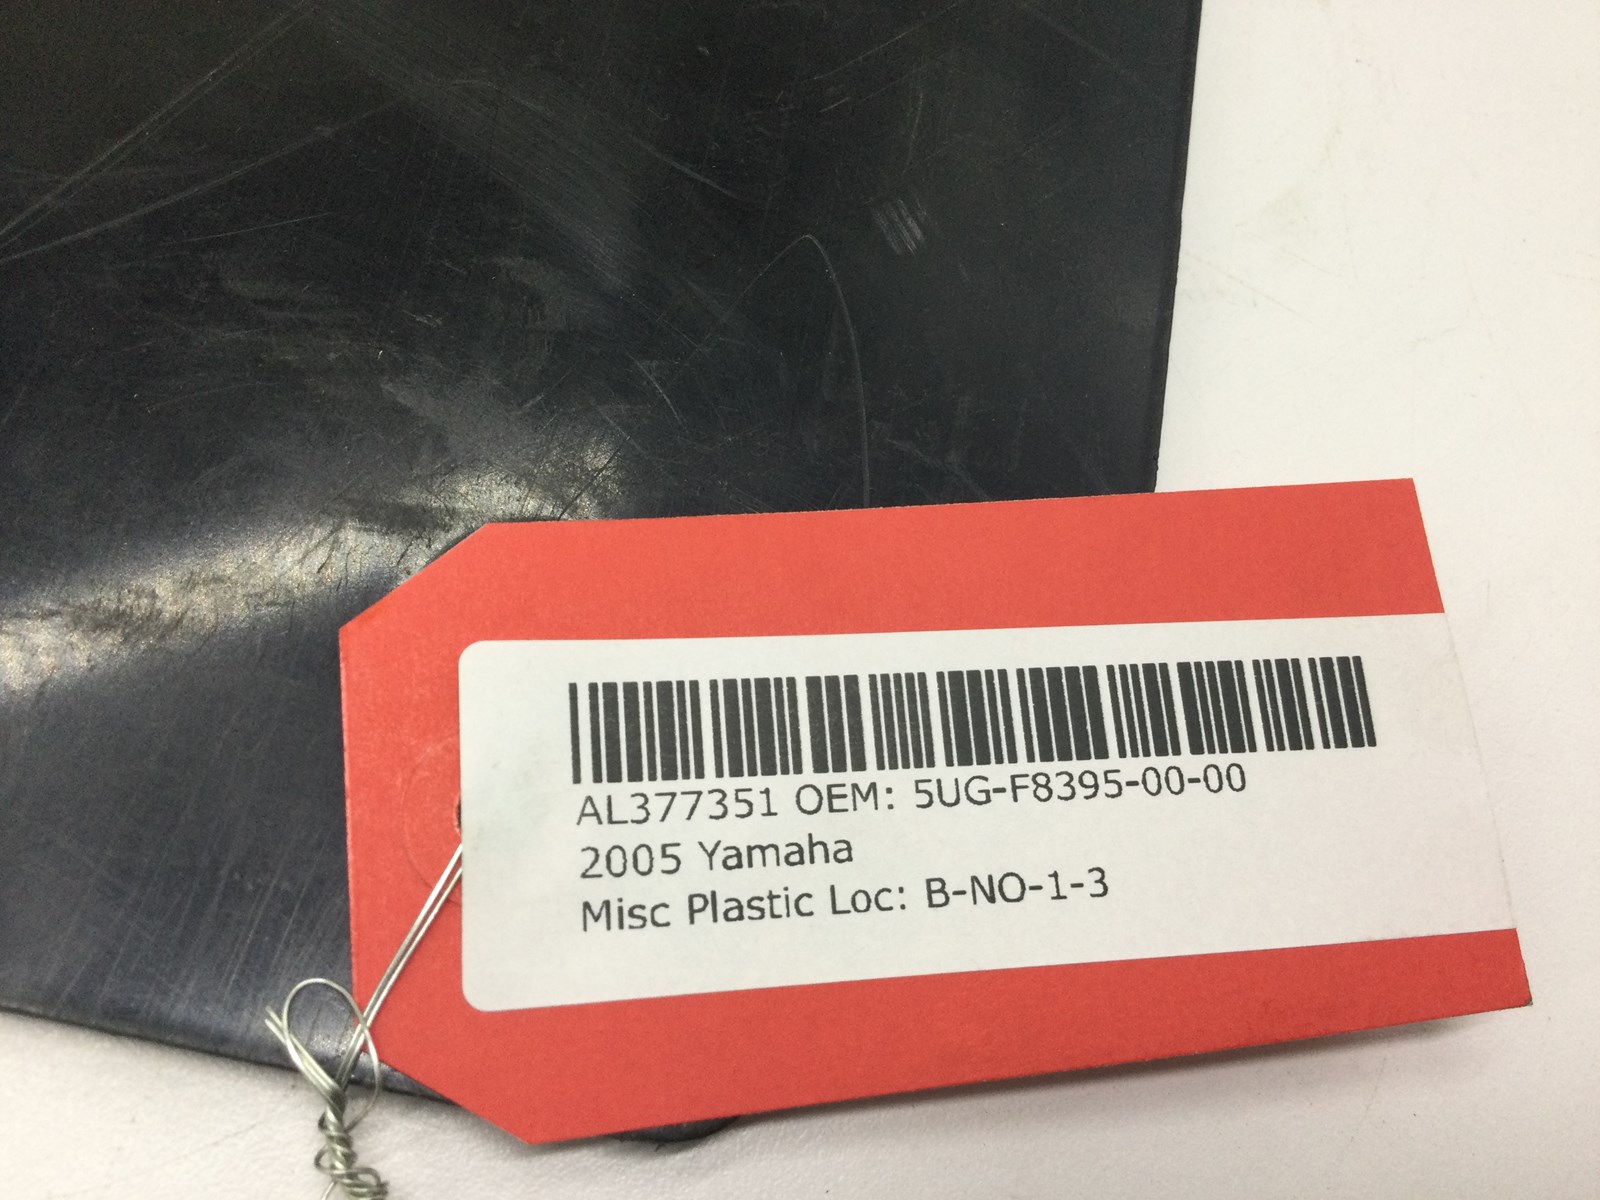 AL377351 OEM: 5UG-F8395-00-00
2005 Yamaha
Misc Plastic Loc: B-NO-1-3